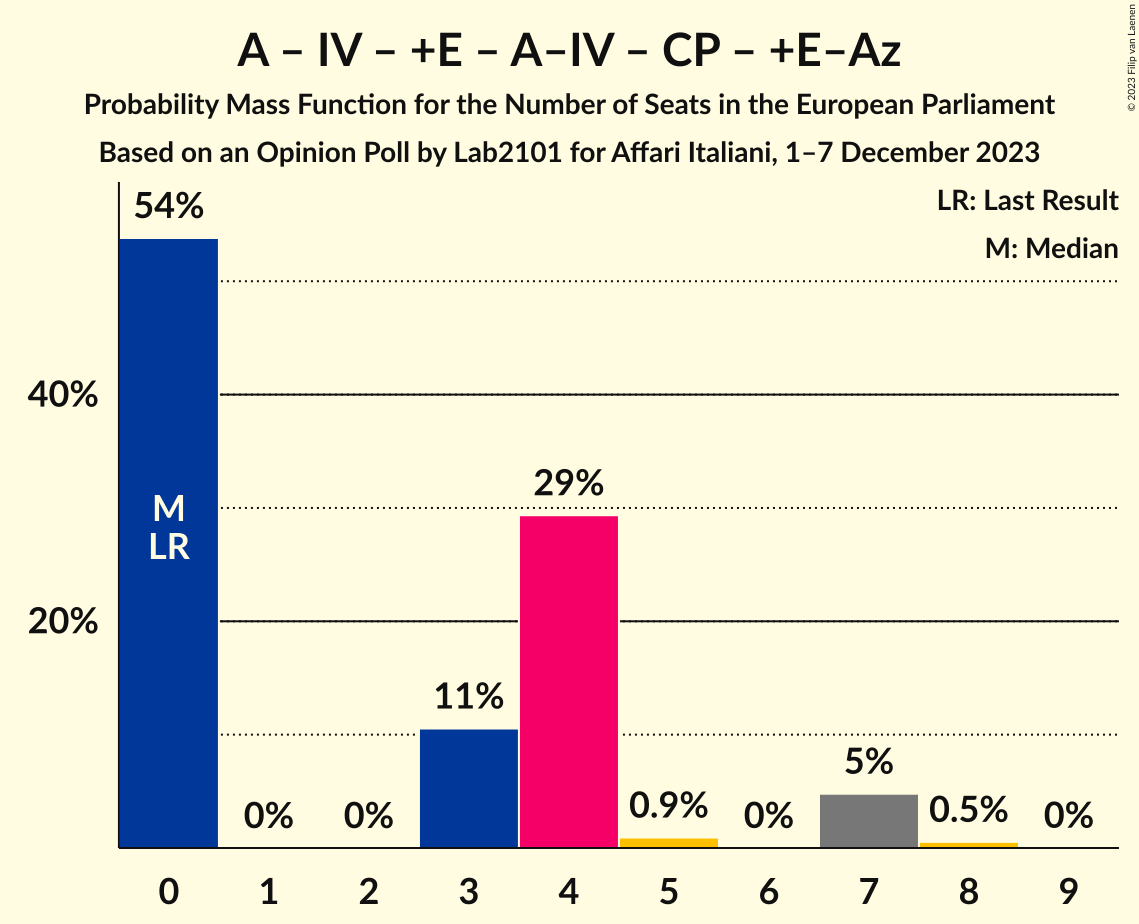 A – IV – +E – A–IV – CP – +E–Az
Probability Mass Function for the Number of Seats in the European Parliament
Based on an Opinion Poll by Lab2101 for Affari Italiani, 1–7 December 2023
© 2023 Filip van Laenen
LR: Last Result
M: Median
54%
40%
20%
M
LR
0%
0%
11%
29%
0.9%
0%
5%
0.5%
0%
0
1
2
3
4
5
6
7
8
9